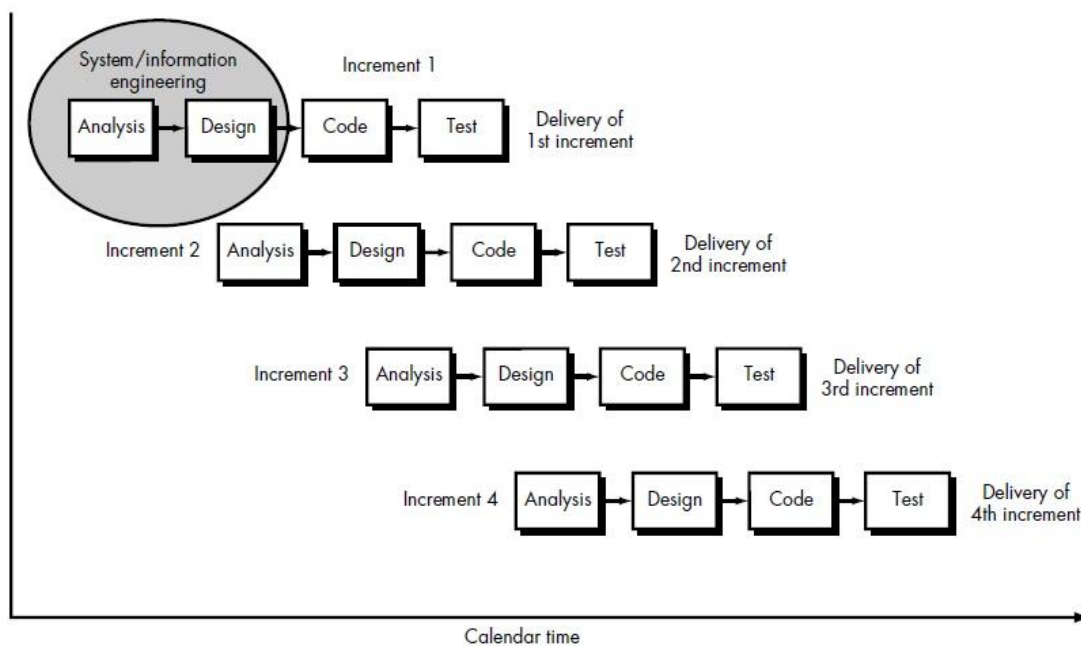 System/information
engineering
Increment 1
Analysis
Design
Code
Test
Delivery of
1st increment
Increment 2
Analysis
Design
Code
Test
Delivery of
2nd increment
Increment 3
Analysis
Design
Code
Test
Delivery of
3rd increment
Increment 4
Analysis
Design
Code
Test
Delivery of
4th increment
Calendar time